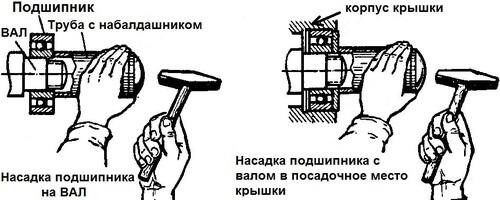 Подшипник
ВАЛ
Труба с набалдашником
Насадка подшипника
на ВАЛ
корпус крышки
Насадка подшипника с
валом в посадочное место
крышки